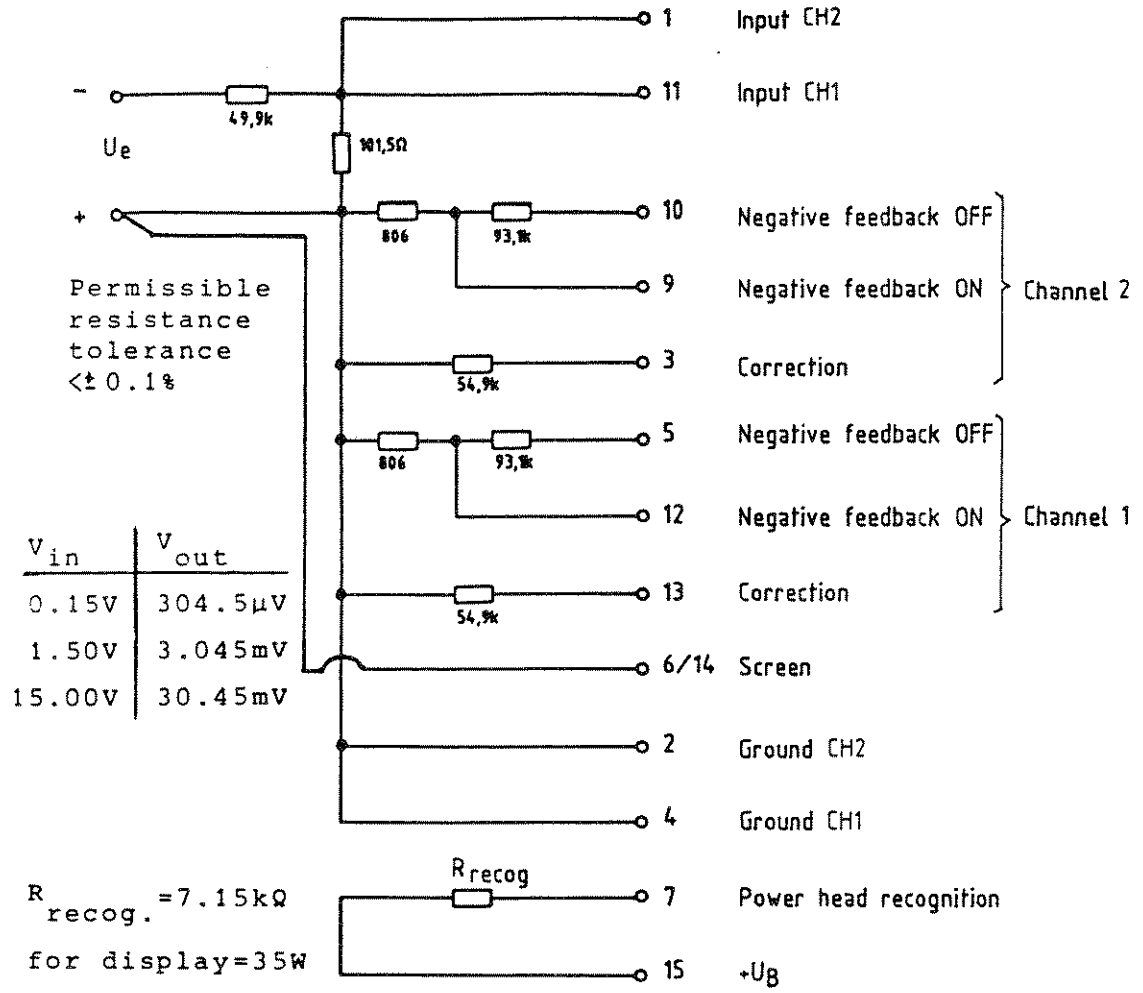 1 Input CH2
-
11 Input CH1
49,9k
Ue
101,5Ω
+
10 Negative feedback OFF
806
93,1k
9 Negative feedback ON
Channel 2
Permissible
resistance
tolerance
<±0.1%
3 Correction
54,9k
5 Negative feedback OFF
806
93,1k
12 Negative feedback ON
Channel 1
Vin Vout
0.15V 304.5µV
1.50V 3.045mV
15.00V 30.45mV
13 Correction
54,9k
6/14 Screen
2 Ground CH2
4 Ground CH1
Rrecog
Rrecog.=7.15kΩ
for display=35W
7 Power head recognition
15 +UB